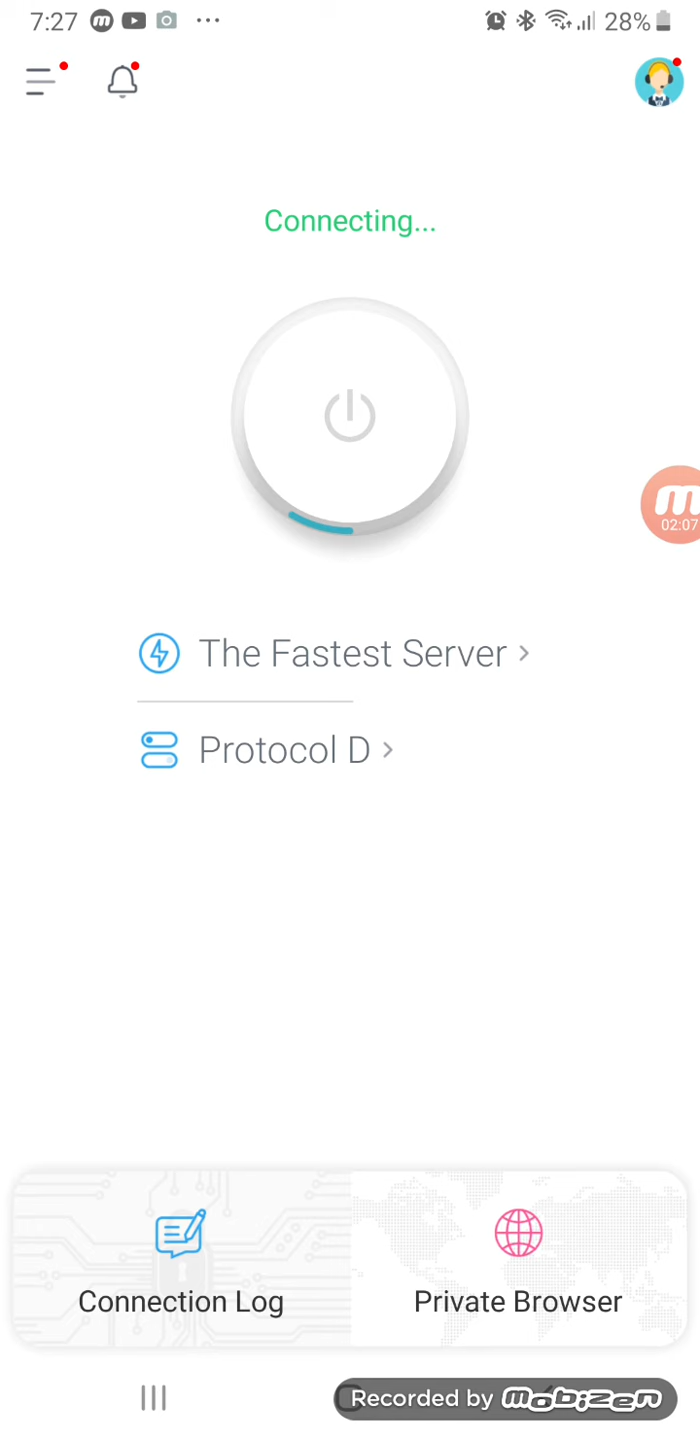 7:27 m ... 28%
Connecting...
m
02:07
The Fastest Server >
Protocol D >
Connection Log
Private Browser
Recorded by mobizen